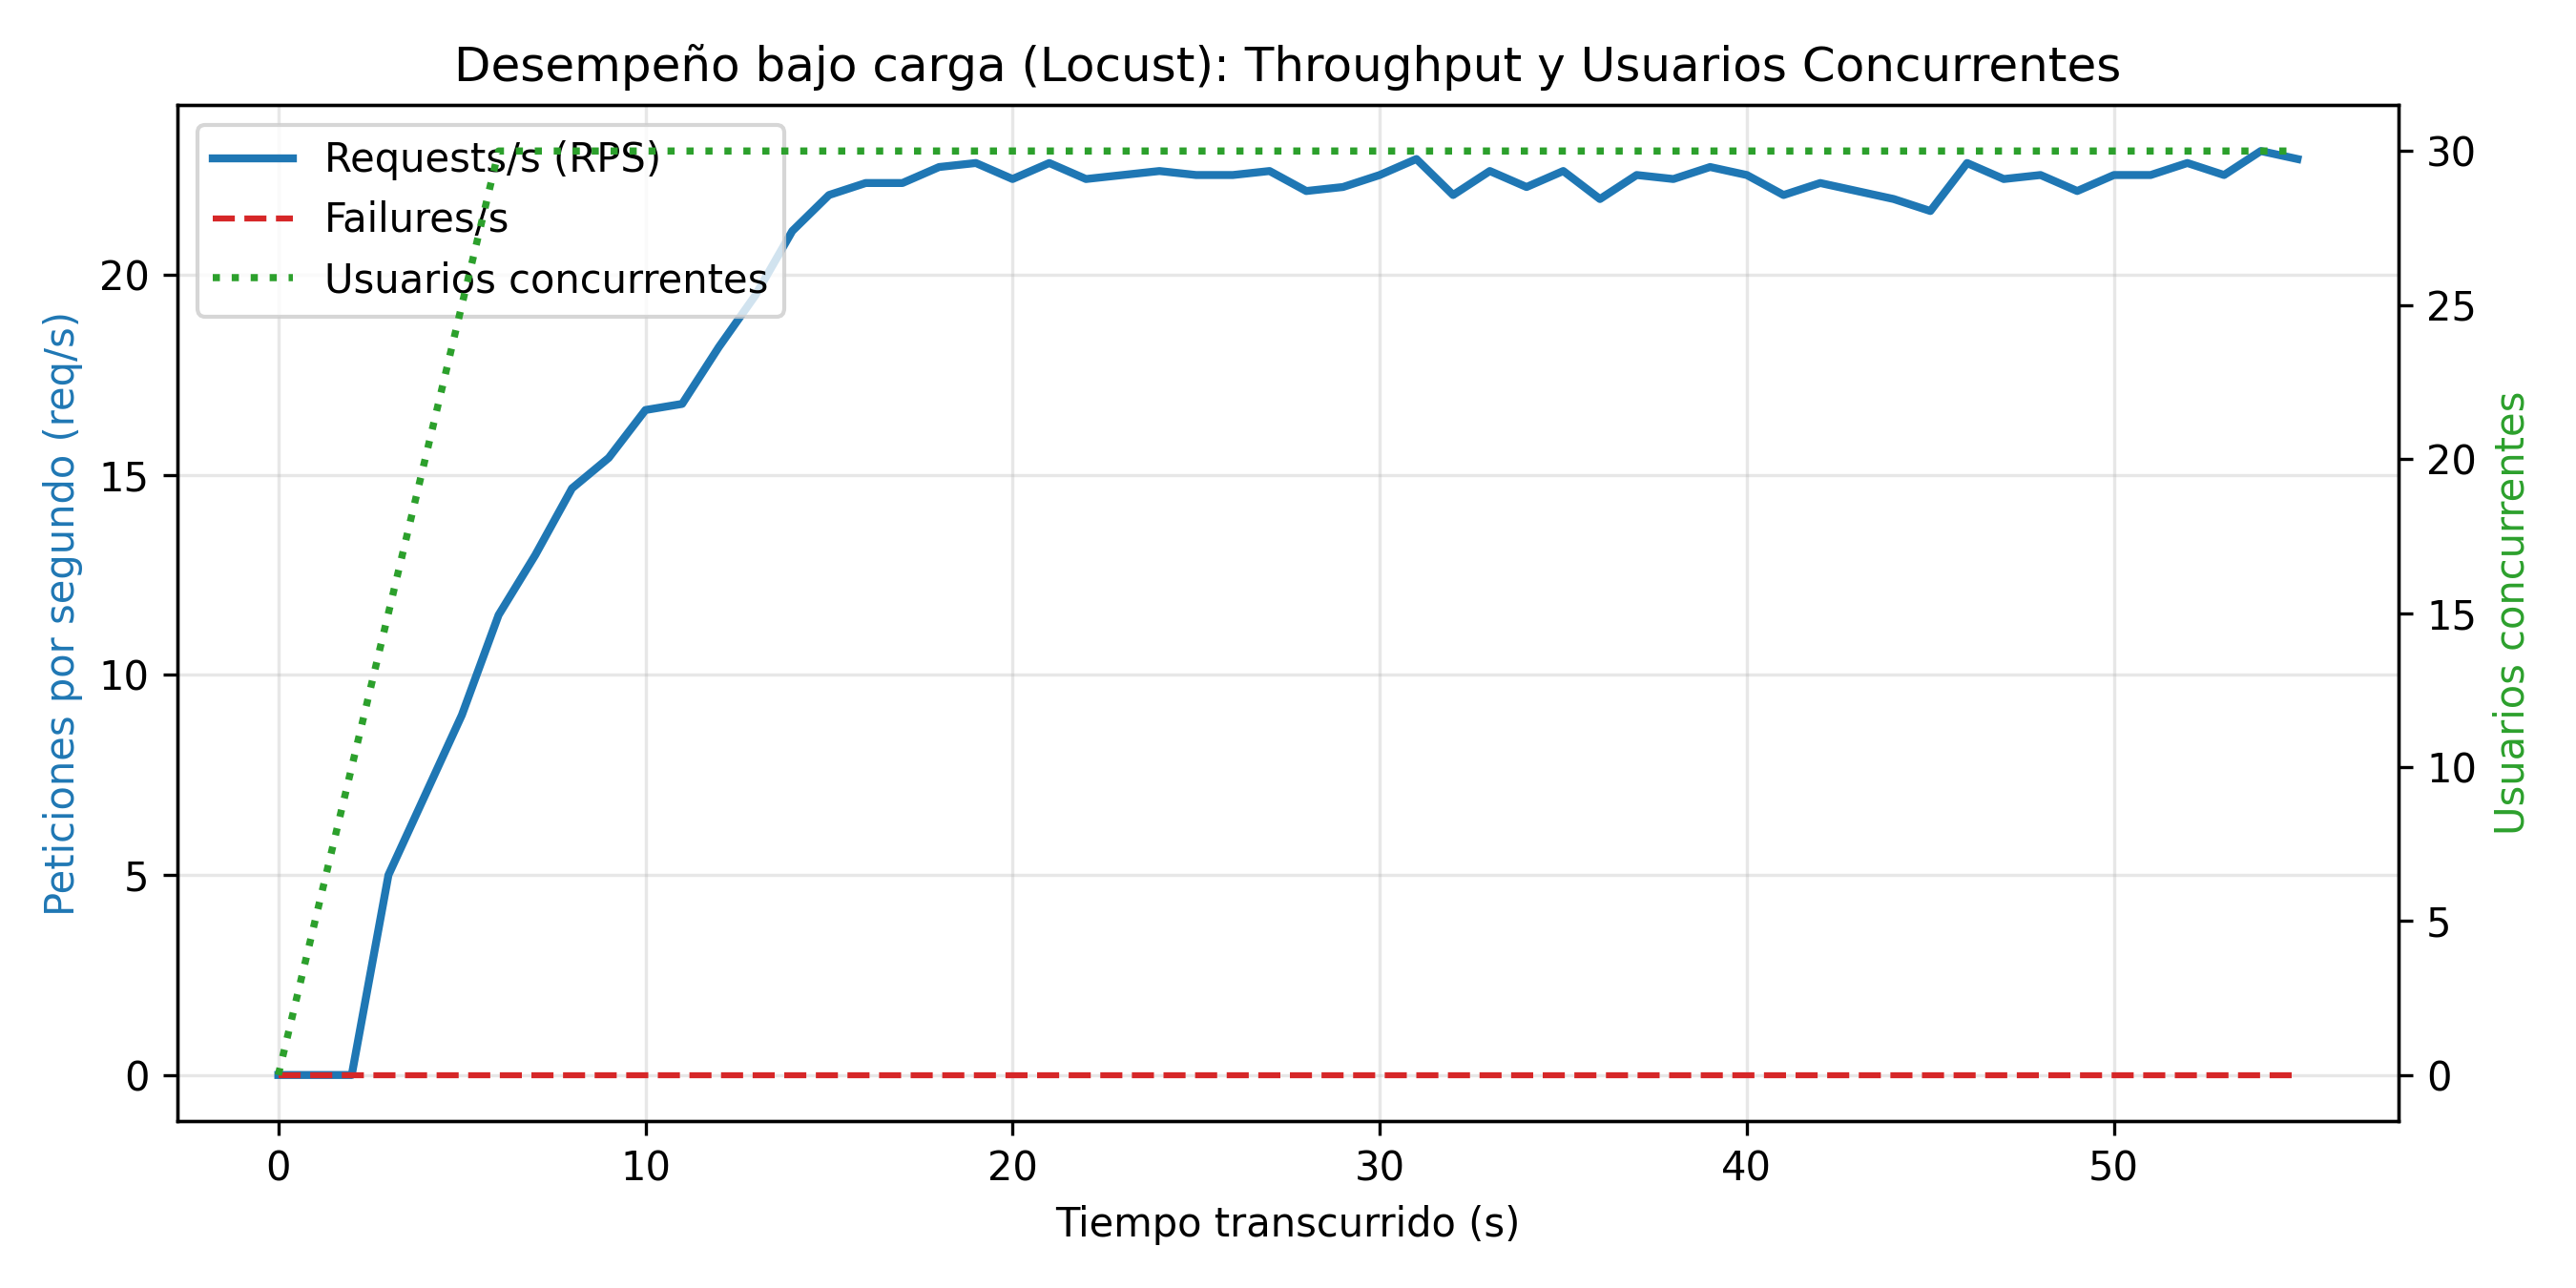 Desempeño bajo carga (Locust): Throughput y Usuarios Concurrentes
Requests/s (RPS)
Failures/s
Usuarios concurrentes
Peticiones por segundo (req/s)
20
15
10
5
0
30
25
20
15
10
5
0
Usuarios concurrentes
0 10 20 30 40 50
Tiempo transcurrido (s)